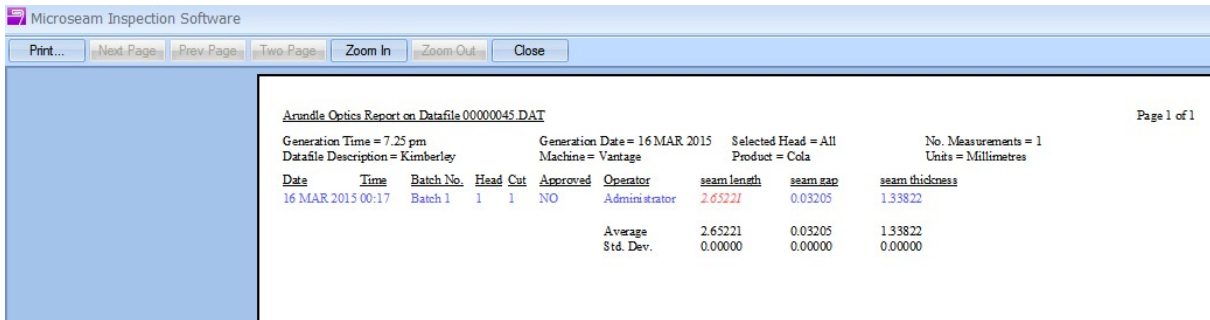 Microseam Inspection Software
Print... Next Page Prev Page Two Page Zoom In Zoom Out Close
Arundle Optics Report on Datafile 00000045.DAT Page 1 of 1
Generation Time = 7.25 pm Generation Date = 16 MAR 2015 Selected Head = All No. Measurements = 1
Datafile Description = Kimberley Machine = Vantage Product = Cola Units = Millimetres
Date Time Batch No. Head Cut Approved Operator seam length seam gap seam thickness
16 MAR 2015 00:17 Batch 1 1 1 NO Administrator 2.65221 0.03205 1.33822
Average 2.65221 0.03205 1.33822
Std. Dev. 0.00000 0.00000 0.00000